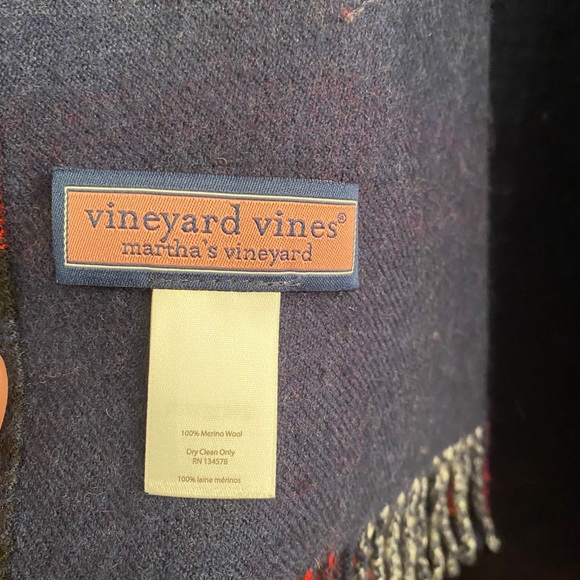 vineyard vines®
martha's vineyard
100% Merino Wool
Dry Clean Only
RN 134578
100% laine mérinos